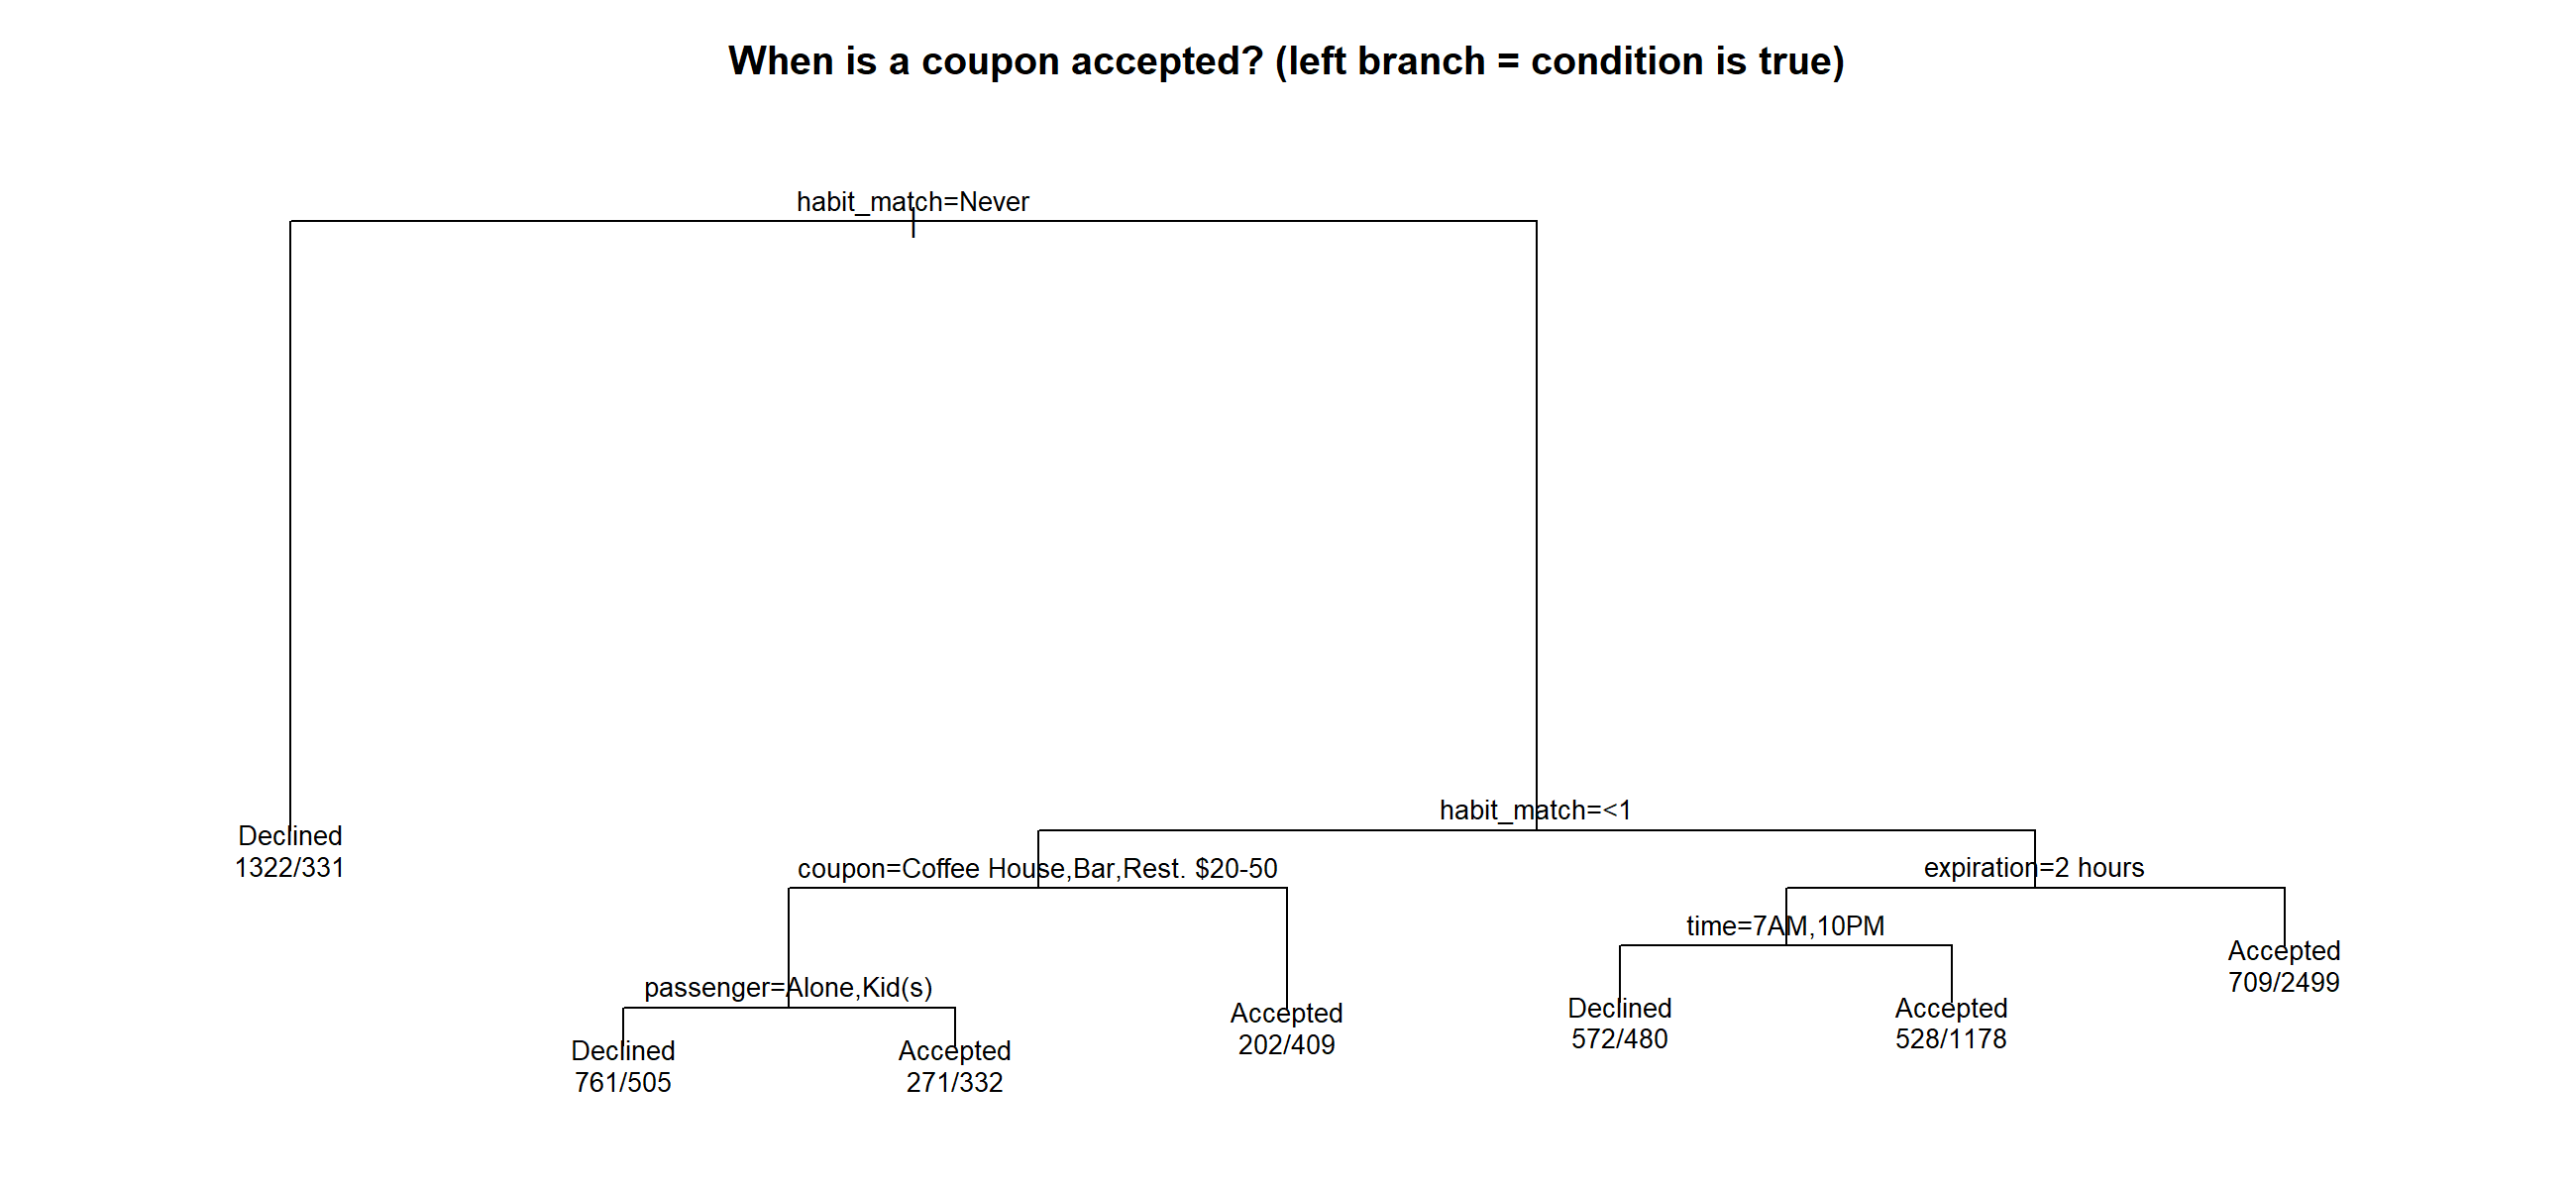 When is a coupon accepted? (left branch = condition is true)
habit_match=Never
habit_match=<1
Declined
1322/331
coupon=Coffee House,Bar,Rest. $20-50
expiration=2 hours
time=7AM,10PM
Accepted
709/2499
passenger=Alone,Kid(s)
Accepted
202/409
Declined
572/480
Accepted
528/1178
Declined
761/505
Accepted
271/332